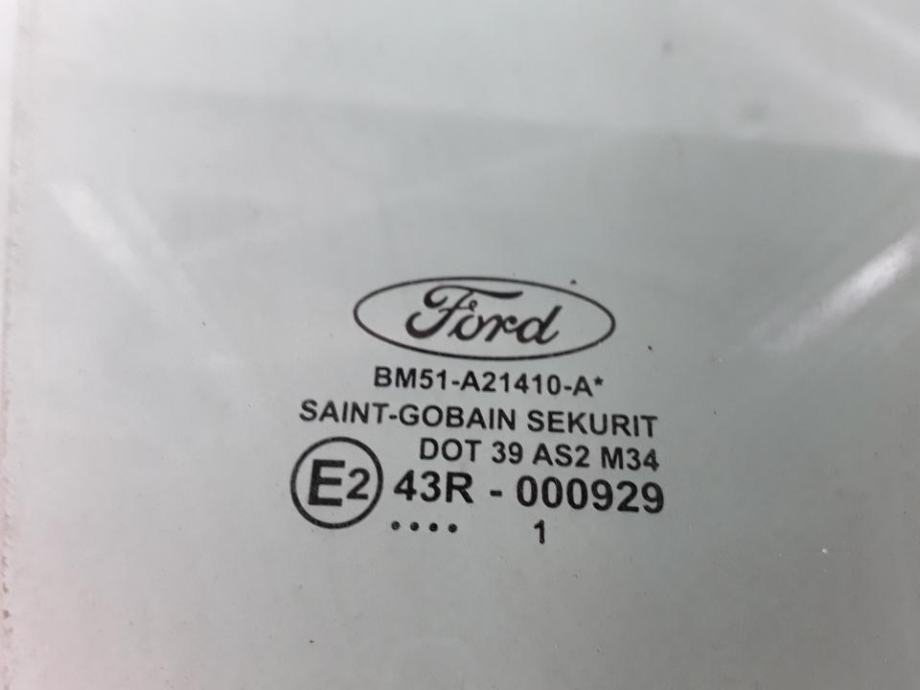 Ford
BM51-A21410-A*
SAINT-GOBAIN SEKURIT
DOT 39 AS2 M34
E2 43R - 000929
.... 1